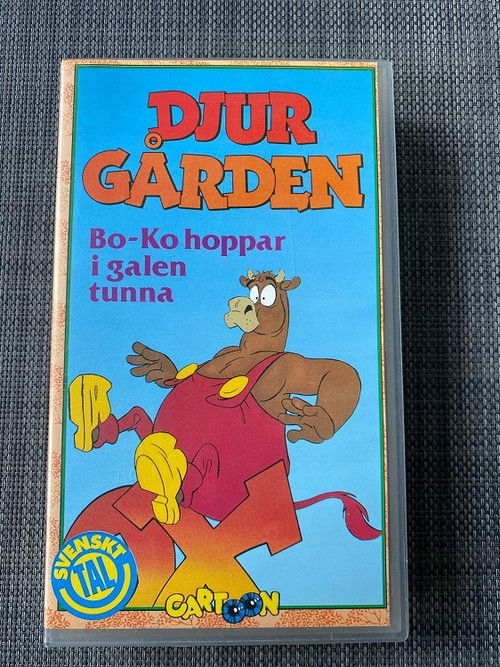 DJUR
GÅRDEN
Bo-Ko hoppar
i galen
tunna
SVENSKT
TAL
CARTOON